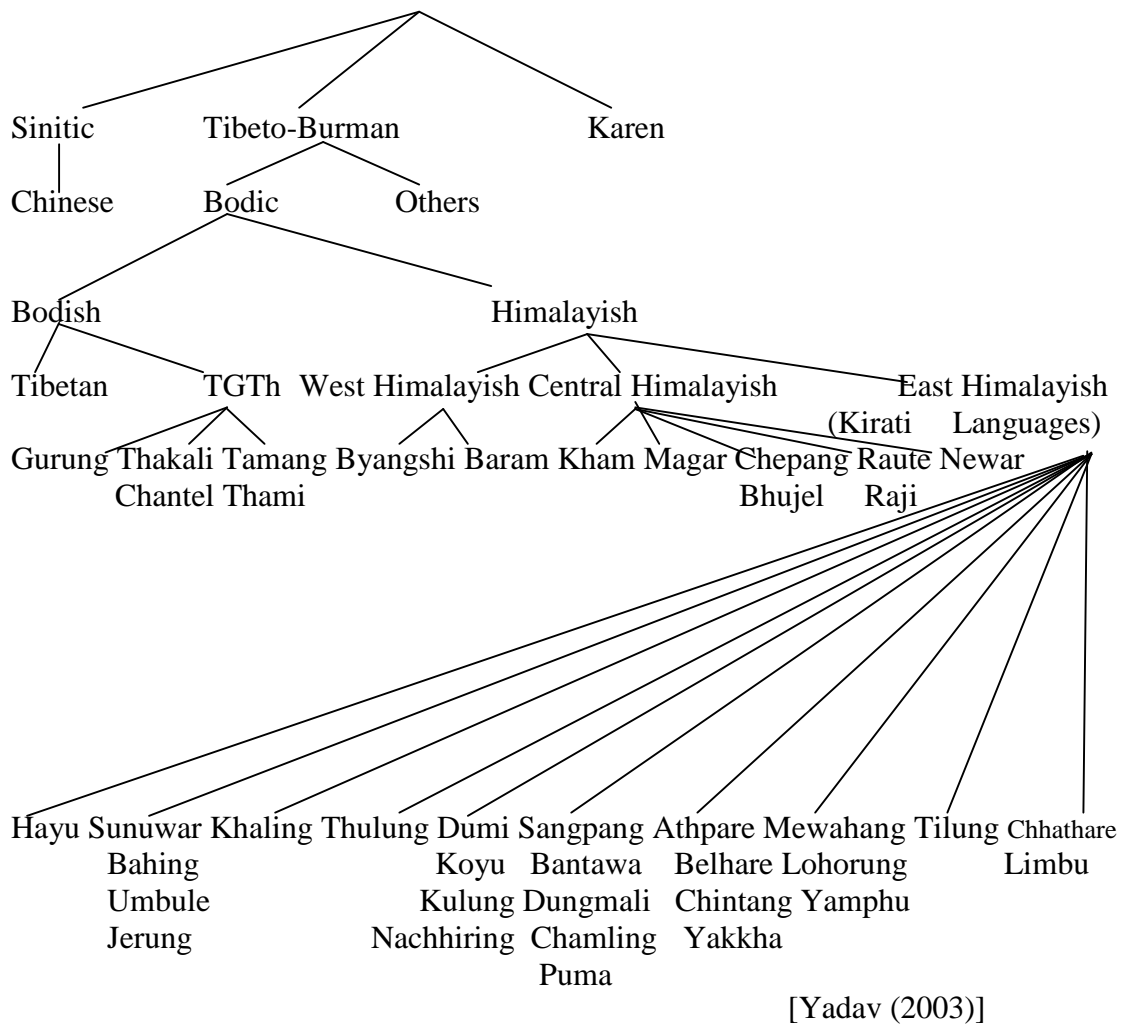 Sinitic Tibeto-Burman Karen
Chinese Bodic Others
Bodish Himalayish
Tibetan TGTh West Himalayish Central Himalayish East Himalayish
(Kirati Languages)
Gurung Thakali Tamang Byangshi Baram Kham Magar Chepang Raute Newar
Chantel Thami Bhujel Raji
Hayu Sunuwar Khaling Thulung Dumi Sangpang Athpare Mewahang Tilung Chhathare
Bahing Koyu Bantawa Belhare Lohorung Limbu
Umbule Kulung Dungmali Chintang Yamphu
Jerung Nachhiring Chamling Yakkha
Puma
[Yadav (2003)]